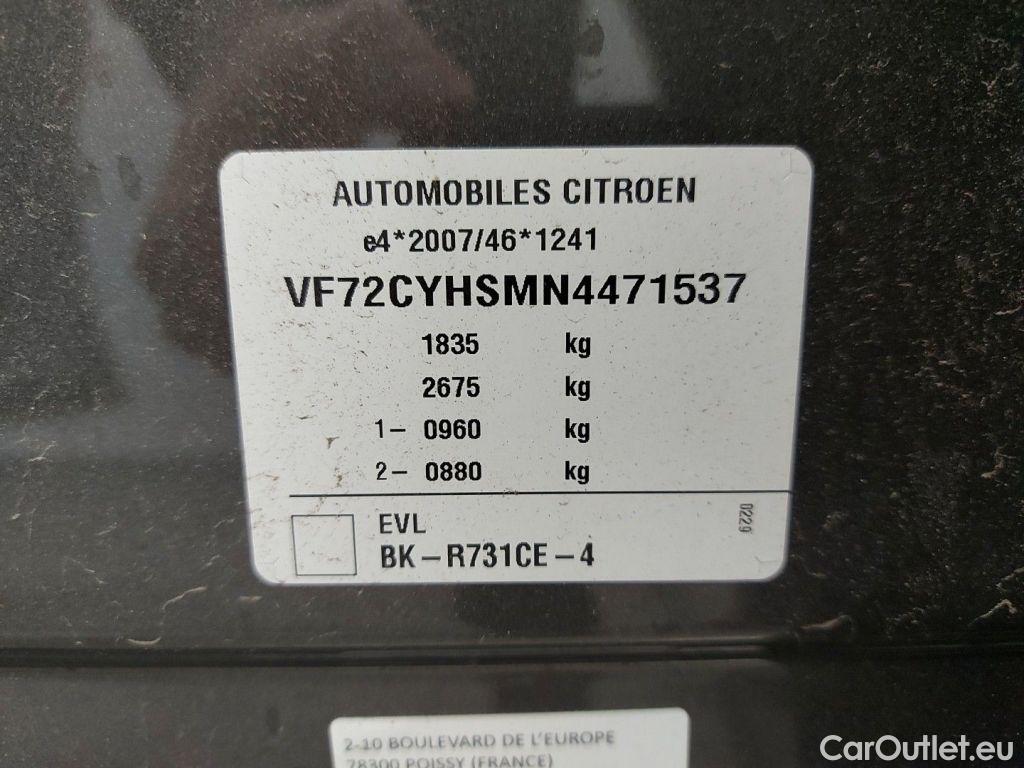 AUTOMOBILES CITROEN
e4*2007/46*1241
VF72CYHSMN4471537
1835 kg
2675 kg
1- 0960 kg
2- 0880 kg
EVL
BK-R731CE-4
0229
2-10 BOULEVARD DE L'EUROPE
78300 POISSY (FRANCE)
CarOutlet.eu